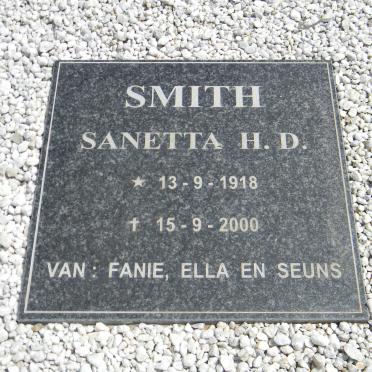 SMITH
SANETTA H. D.
★ 13 - 9 - 1918
✝ 15 - 9 - 2000
VAN : FANIE, ELLA EN SEUNS